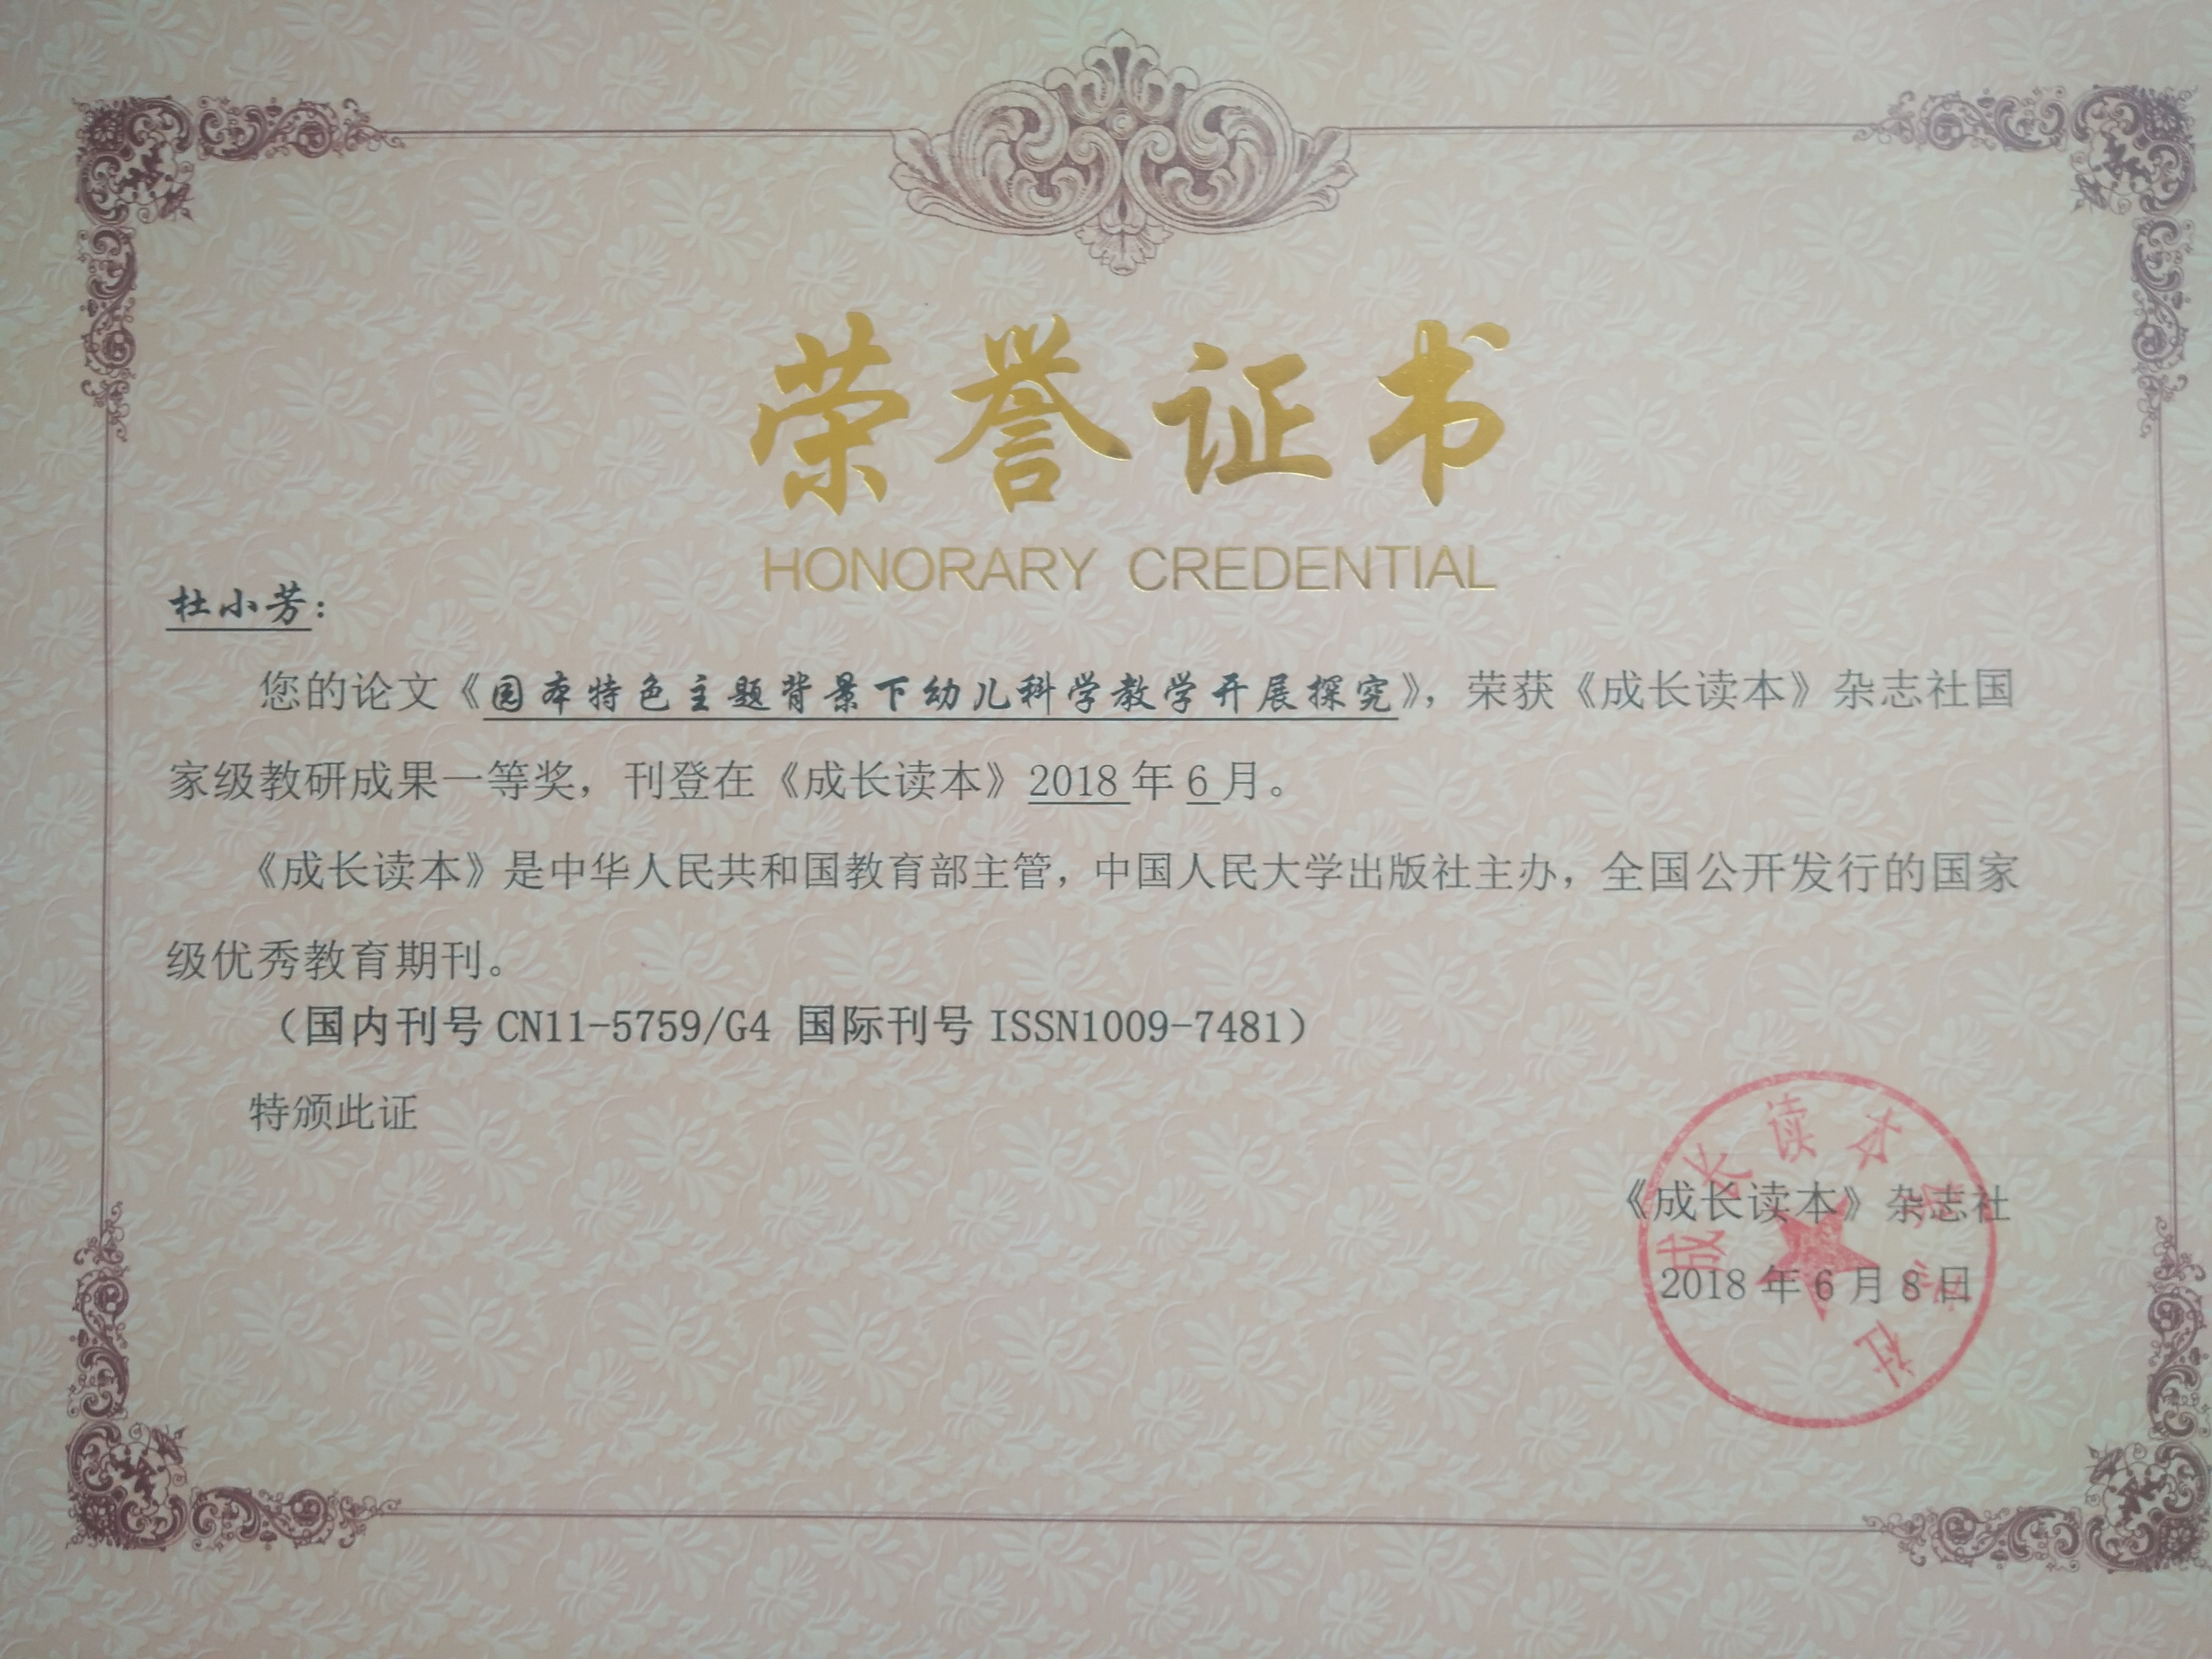 荣誉证书
HONORARY CREDENTIAL
杜小芳：
您的论文《园本特色主题背景下幼儿科学教学开展探究》，荣获《成长读本》杂志社国
家级教研成果一等奖，刊登在《成长读本》2018年6月。
《成长读本》是中华人民共和国教育部主管，中国人民大学出版社主办，全国公开发行的国家
级优秀教育期刊。
（国内刊号CN11-5759/G4 国际刊号ISSN1009-7481）
特颁此证
《成长读本》杂志社
2018年6月8日
成长读本 社